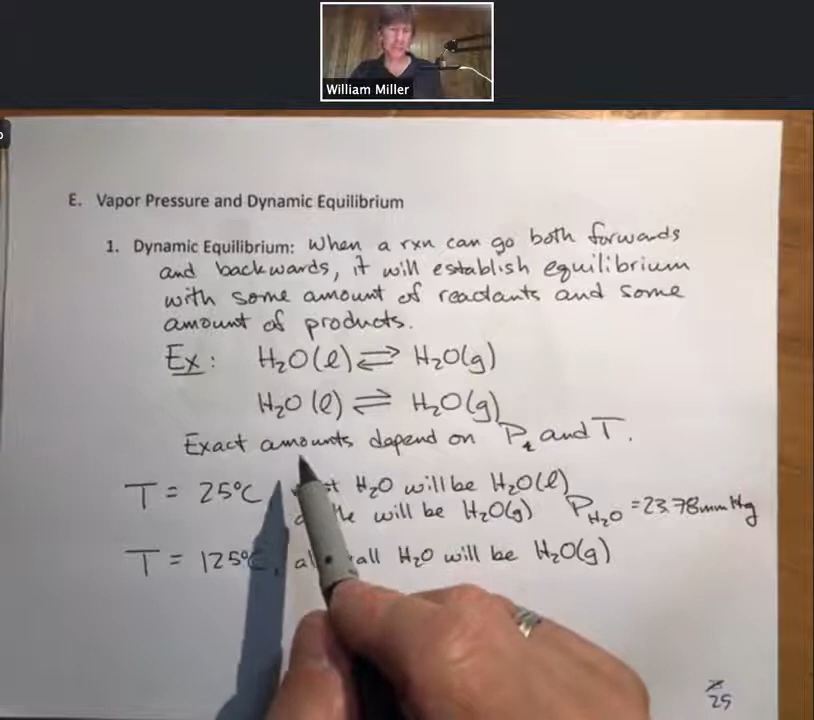 William Miller
E. Vapor Pressure and Dynamic Equilibrium
1. Dynamic Equilibrium: When a rxn can go both forwards
and backwards, it will establish equilibrium
with some amount of reactants and some
amount of products.
Ex: H₂O(l) ⇌ H₂O(g)
H₂O(l) ⇌ H₂O(g)
Exact amounts depend on P and T.
T = 25°C H₂O will be H₂O(l)
will be H₂O(g) P H₂O = 23.78mmHg
T = 125°C, all H₂O will be H₂O(g)
25